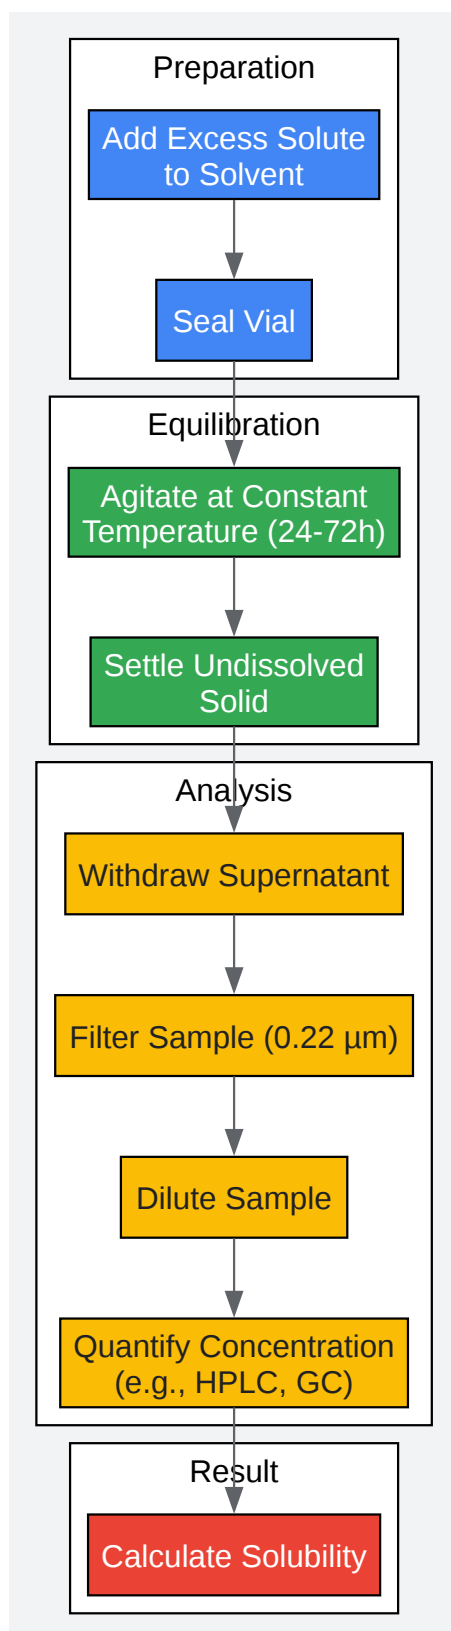 Preparation
Add Excess Solute
to Solvent
Seal Vial
Equilibration
Agitate at Constant
Temperature (24-72h)
Settle Undissolved
Solid
Analysis
Withdraw Supernatant
Filter Sample (0.22 µm)
Dilute Sample
Quantify Concentration
(e.g., HPLC, GC)
Result
Calculate Solubility